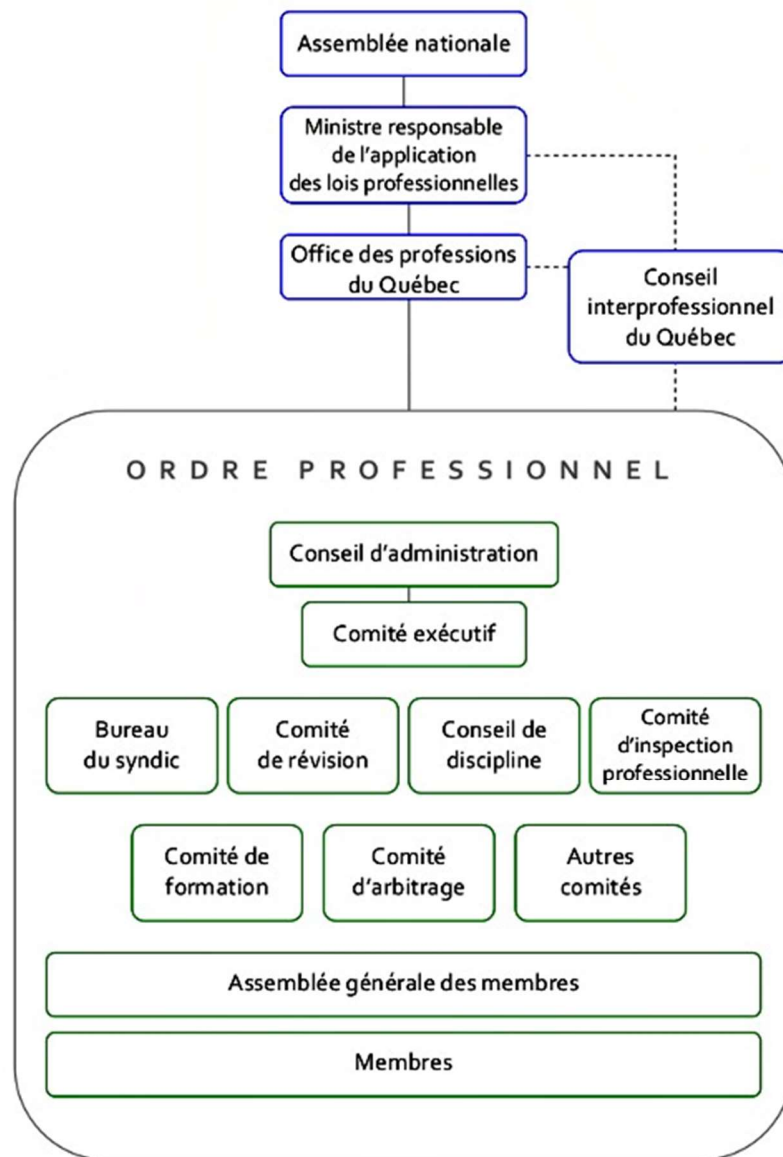 Assemblée nationale
Ministre responsable
de l'application
des lois professionnelles
Office des professions
du Québec
Conseil
interprofessionnel
du Québec
ORDRE PROFESSIONNEL
Conseil d'administration
Comité exécutif
Bureau
du syndic
Comité
de révision
Conseil de
discipline
Comité
d'inspection
professionnelle
Comité de
formation
Comité
d'arbitrage
Autres
comités
Assemblée générale des membres
Membres